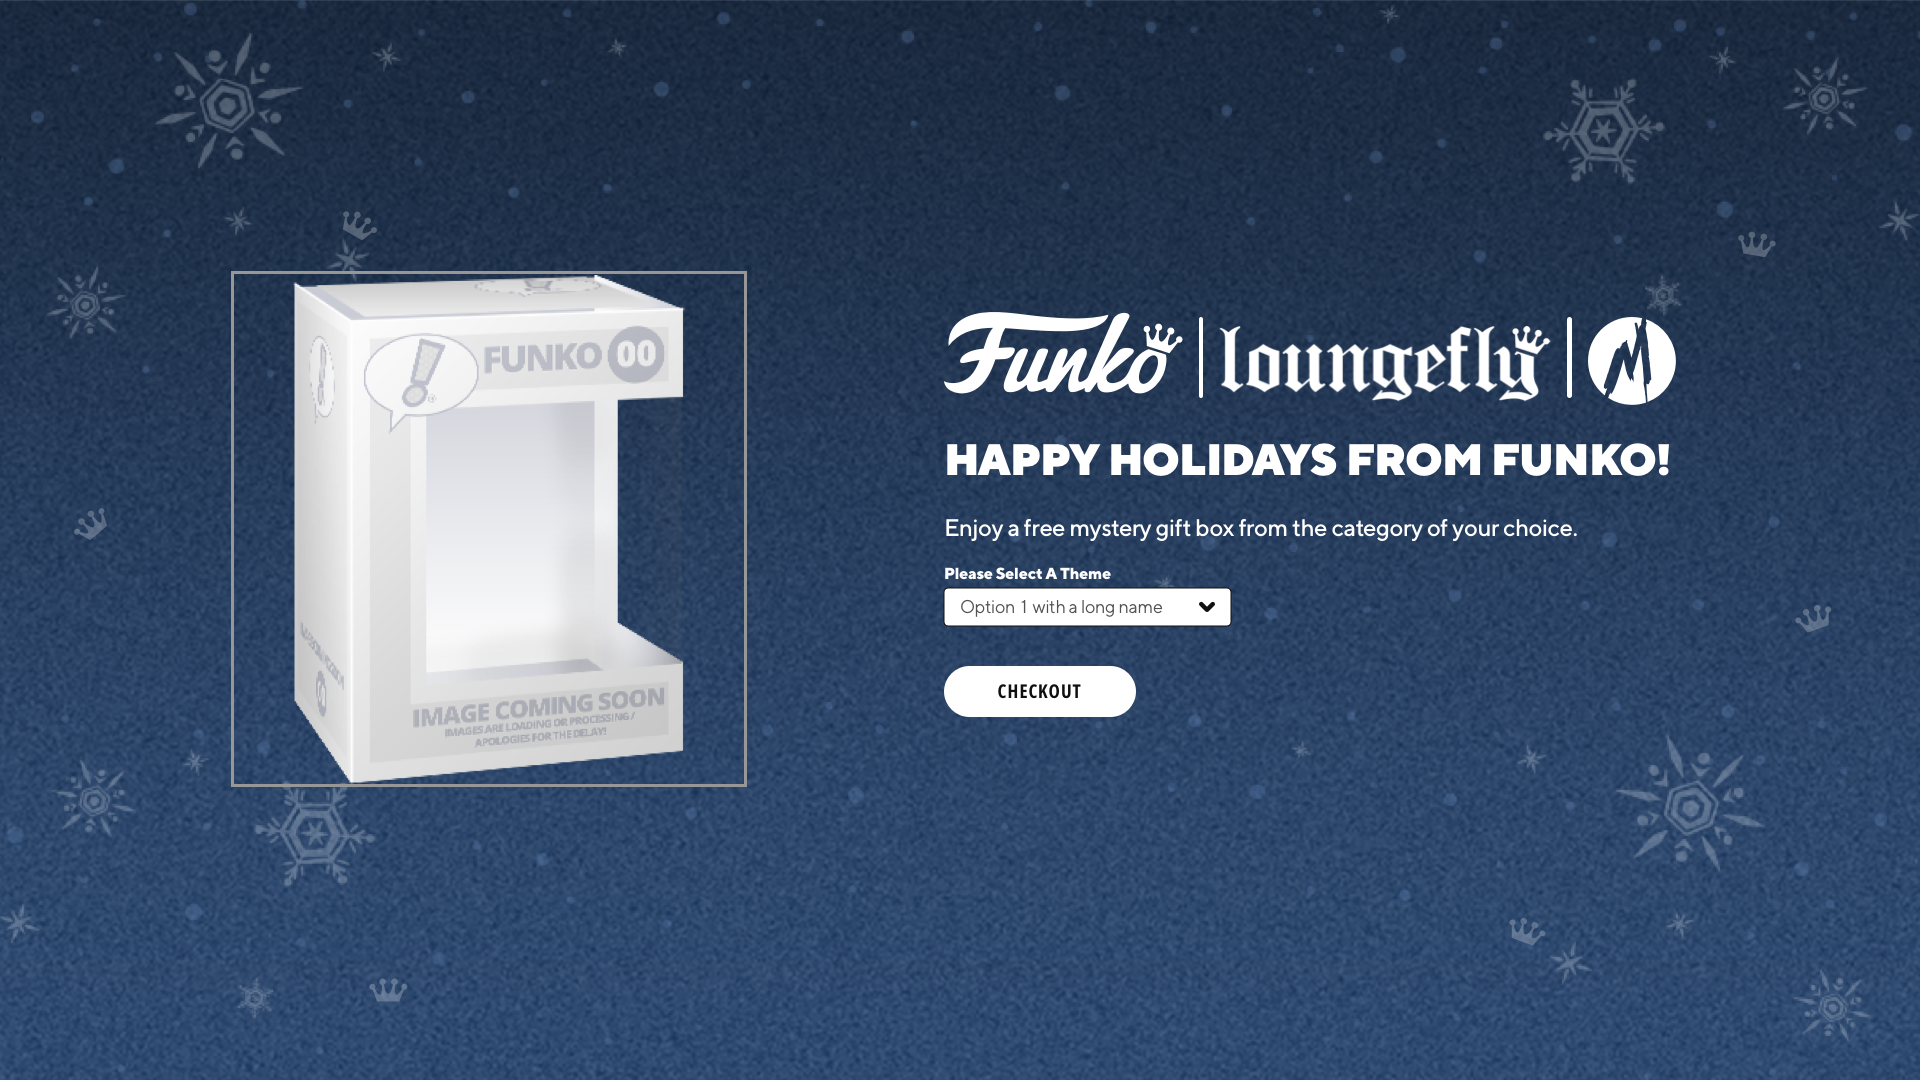 FUNKO 00
IMAGE COMING SOON
IMAGES ARE LOADING OR PROCESSING /
APOLOGIES FOR THE DELAY!
Funko | loungefly | M
HAPPY HOLIDAYS FROM FUNKO!
Enjoy a free mystery gift box from the category of your choice.
Please Select A Theme
Option 1 with a long name
CHECKOUT